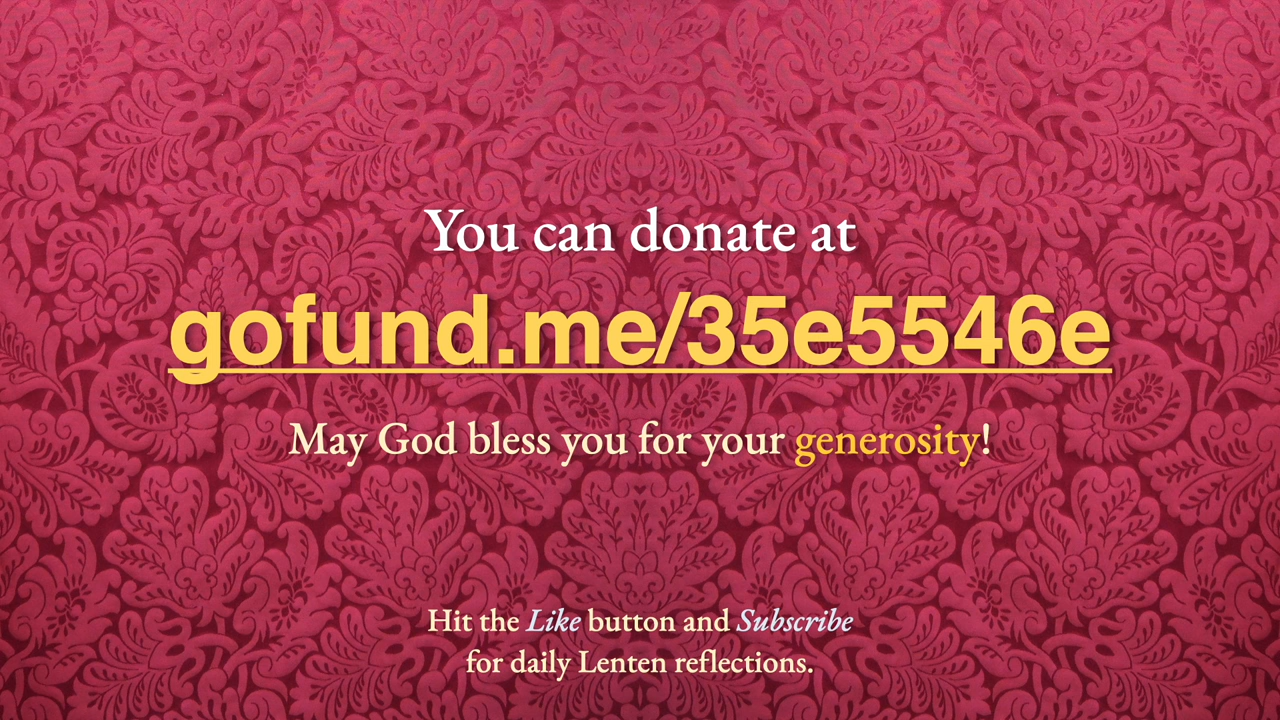 You can donate at
gofund.me/35e5546e
May God bless you for your generosity!
Hit the Like button and Subscribe
for daily Lenten reflections.